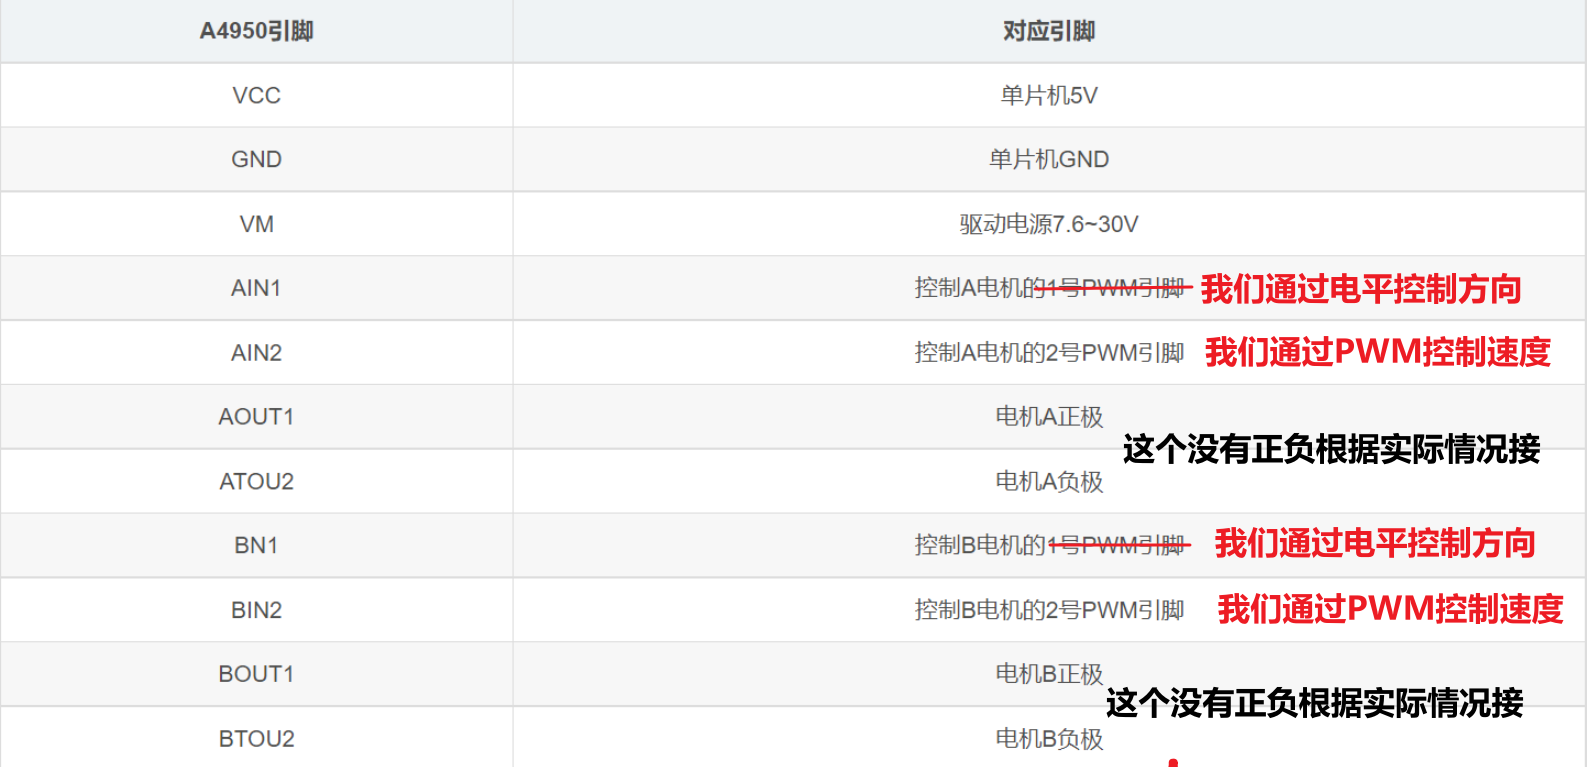 A4950引脚 对应引脚
VCC 单片机5V
GND 单片机GND
VM 驱动电源7.6~30V
AIN1 控制A电机的1号PWM引脚 我们通过电平控制方向
AIN2 控制A电机的2号PWM引脚 我们通过PWM控制速度
AOUT1 电机A正极
这个没有正负根据实际情况接
ATOU2 电机A负极
BN1 控制B电机的1号PWM引脚 我们通过电平控制方向
BIN2 控制B电机的2号PWM引脚 我们通过PWM控制速度
BOUT1 电机B正极
这个没有正负根据实际情况接
BTOU2 电机B负极